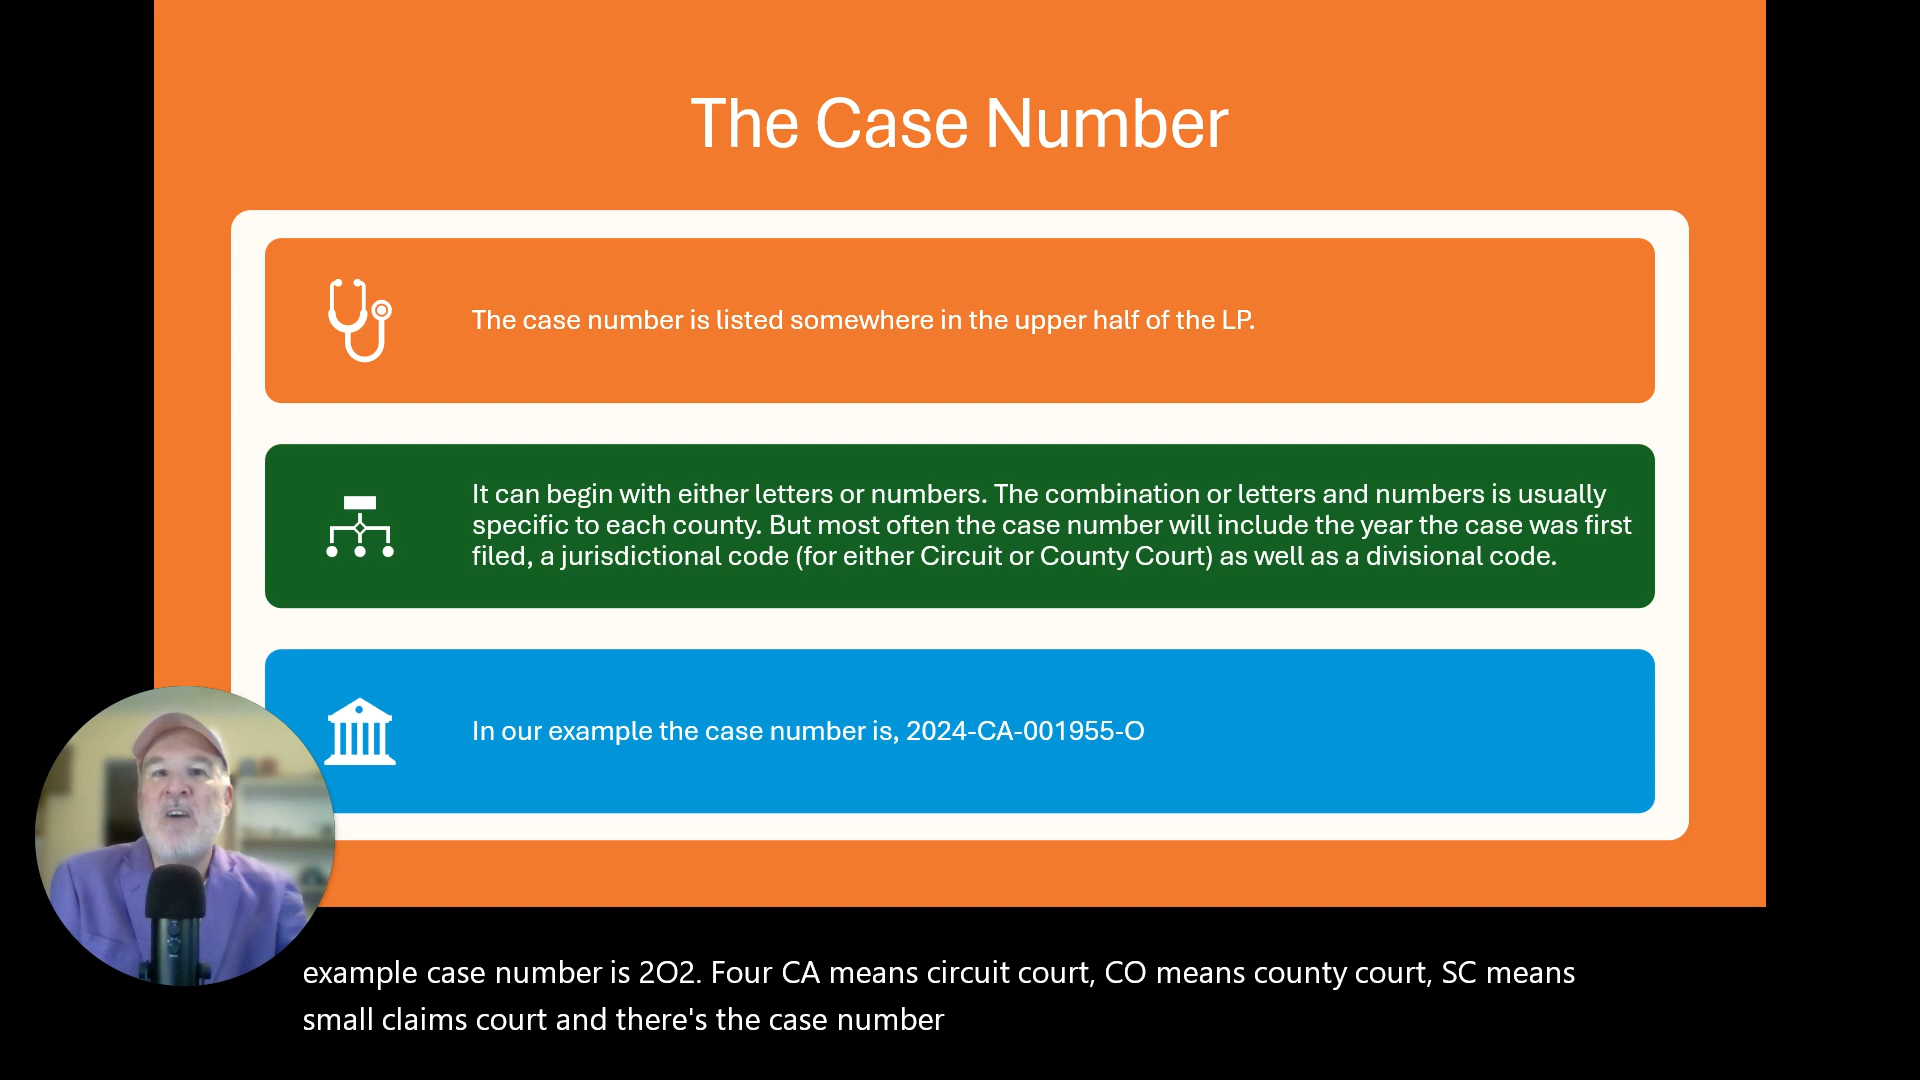 The Case Number
The case number is listed somewhere in the upper half of the LP.
It can begin with either letters or numbers. The combination or letters and numbers is usually
specific to each county. But most often the case number will include the year the case was first
filed, a jurisdictional code (for either Circuit or County Court) as well as a divisional code.
In our example the case number is, 2024-CA-001955-O
example case number is 2O2. Four CA means circuit court, CO means county court, SC means
small claims court and there's the case number